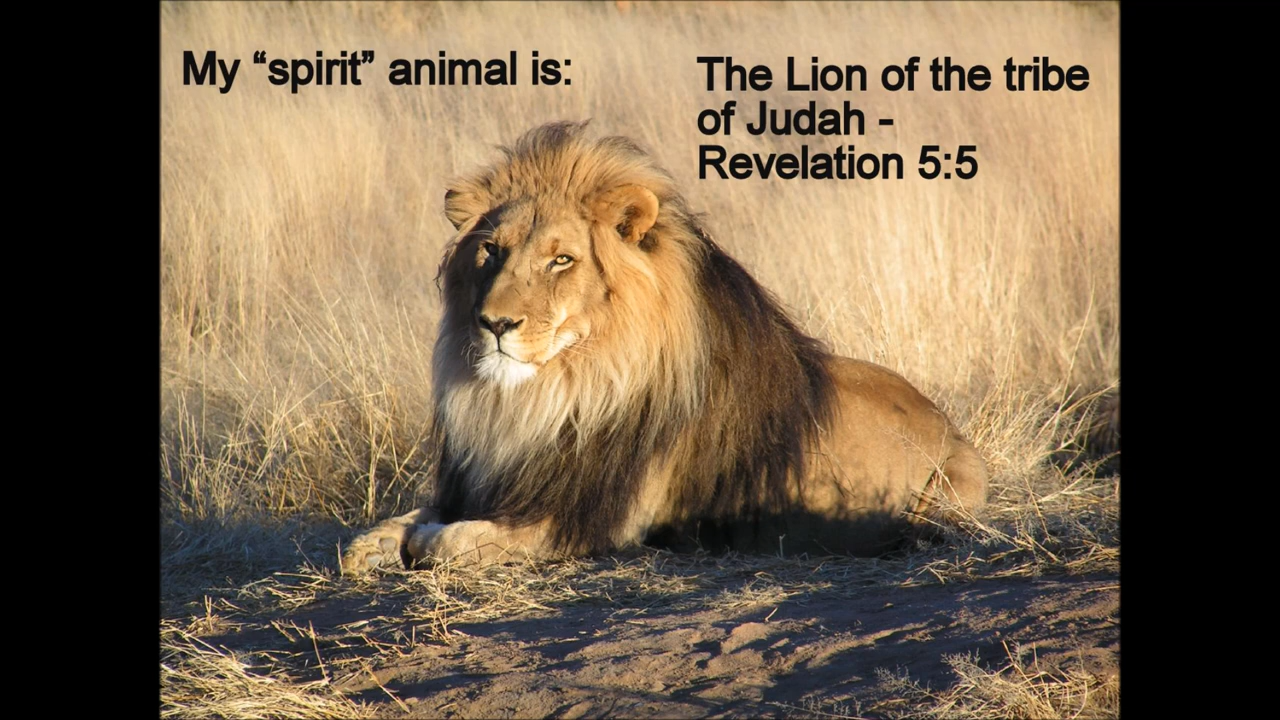 My “spirit” animal is:
The Lion of the tribe
of Judah -
Revelation 5:5